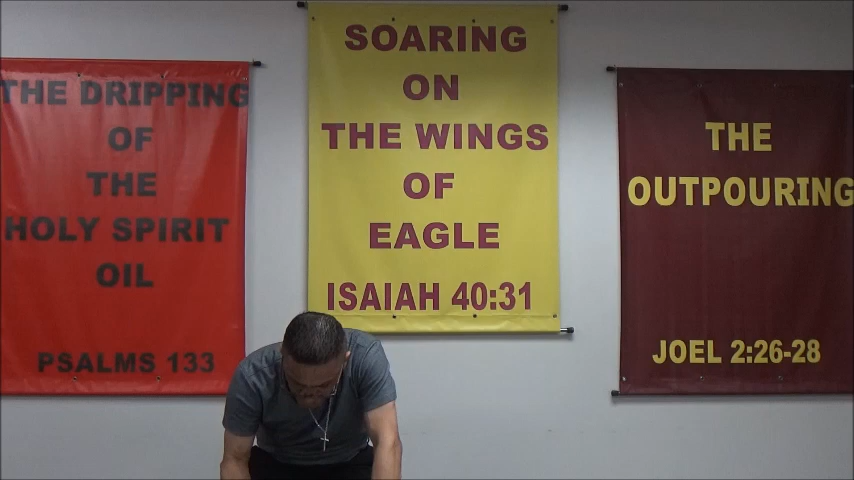 THE DRIPPING
OF
THE
HOLY SPIRIT
OIL
PSALMS 133
SOARING
ON
THE WINGS
OF
EAGLE
ISAIAH 40:31
THE
OUTPOURING
JOEL 2:26-28